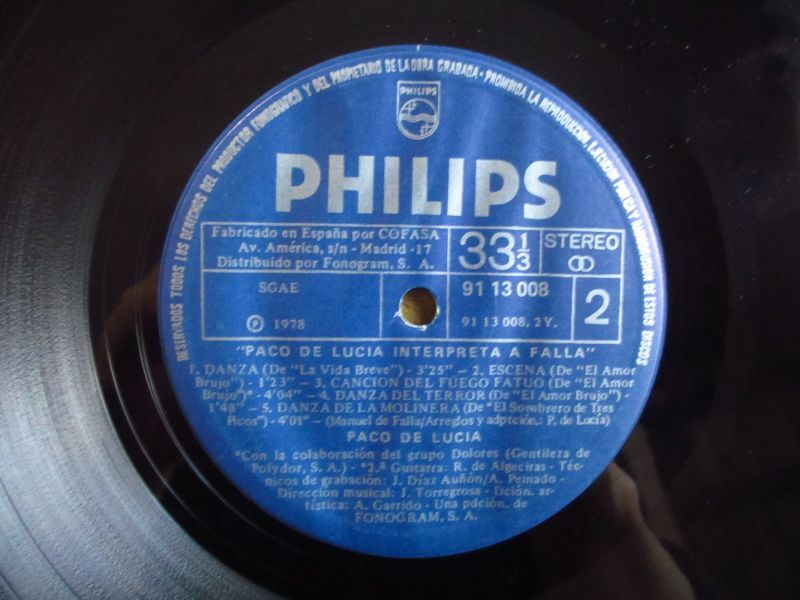 RESERVADOS TODOS LOS DERECHOS DEL PRODUCTOR FONOGRAFICO Y DEL PROPIETARIO DE LA OBRA GRABADA - PROHIBIDA LA REPRODUCCION, EJECUCION PUBLICA Y RADIODIFUSION DE ESTOS DISCOS
PHILIPS
PHILIPS
Fabricado en España por COFASA
Av. América, s/n - Madrid -17
Distribuido por Fonogram, S. A.
33 1/3
STEREO
SGAE
℗ 1978
91 13 008
91 13 008. 2Y.
2
"PACO DE LUCIA INTERPRETA A FALLA"
1. DANZA (De "La Vida Breve") - 3'25" - 2. ESCENA (De "El Amor
Brujo") - 1'23" - 3. CANCION DEL FUEGO FATUO (De "El Amor
Brujo")* - 4'04" - 4. DANZA DEL TERROR (De "El Amor Brujo") -
1'48" - 5. DANZA DE LA MOLINERA (De "El Sombrero de Tres
Picos") - 4'01" - (Manuel de Falla/Arreglos y adptción.: P. de Lucía)
PACO DE LUCIA
*Con la colaboración del grupo Dolores (Gentileza de
Polydor, S. A.) - *2.ª Guitarra: R. de Algeciras - Téc-
nicos de grabación: J. Díaz Auñón/A. Peinado -
Dirección musical: J. Torregrosa - Dción. ar-
tística: A. Garrido - Una pdción. de
FONOGRAM, S. A.